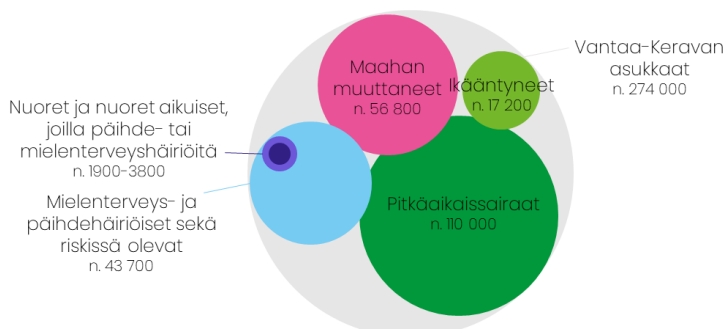 Maahan
muuttaneet
n. 56 800
Ikääntyneet
n. 17 200
Vantaa-Keravan
asukkaat
n. 274 000
Nuoret ja nuoret aikuiset,
joilla päihde- tai
mielenterveyshäiriöitä
n. 1900-3800
Mielenterveys- ja
päihdehäiriöiset sekä
riskissä olevat
n. 43 700
Pitkäaikaissairaat
n. 110 000